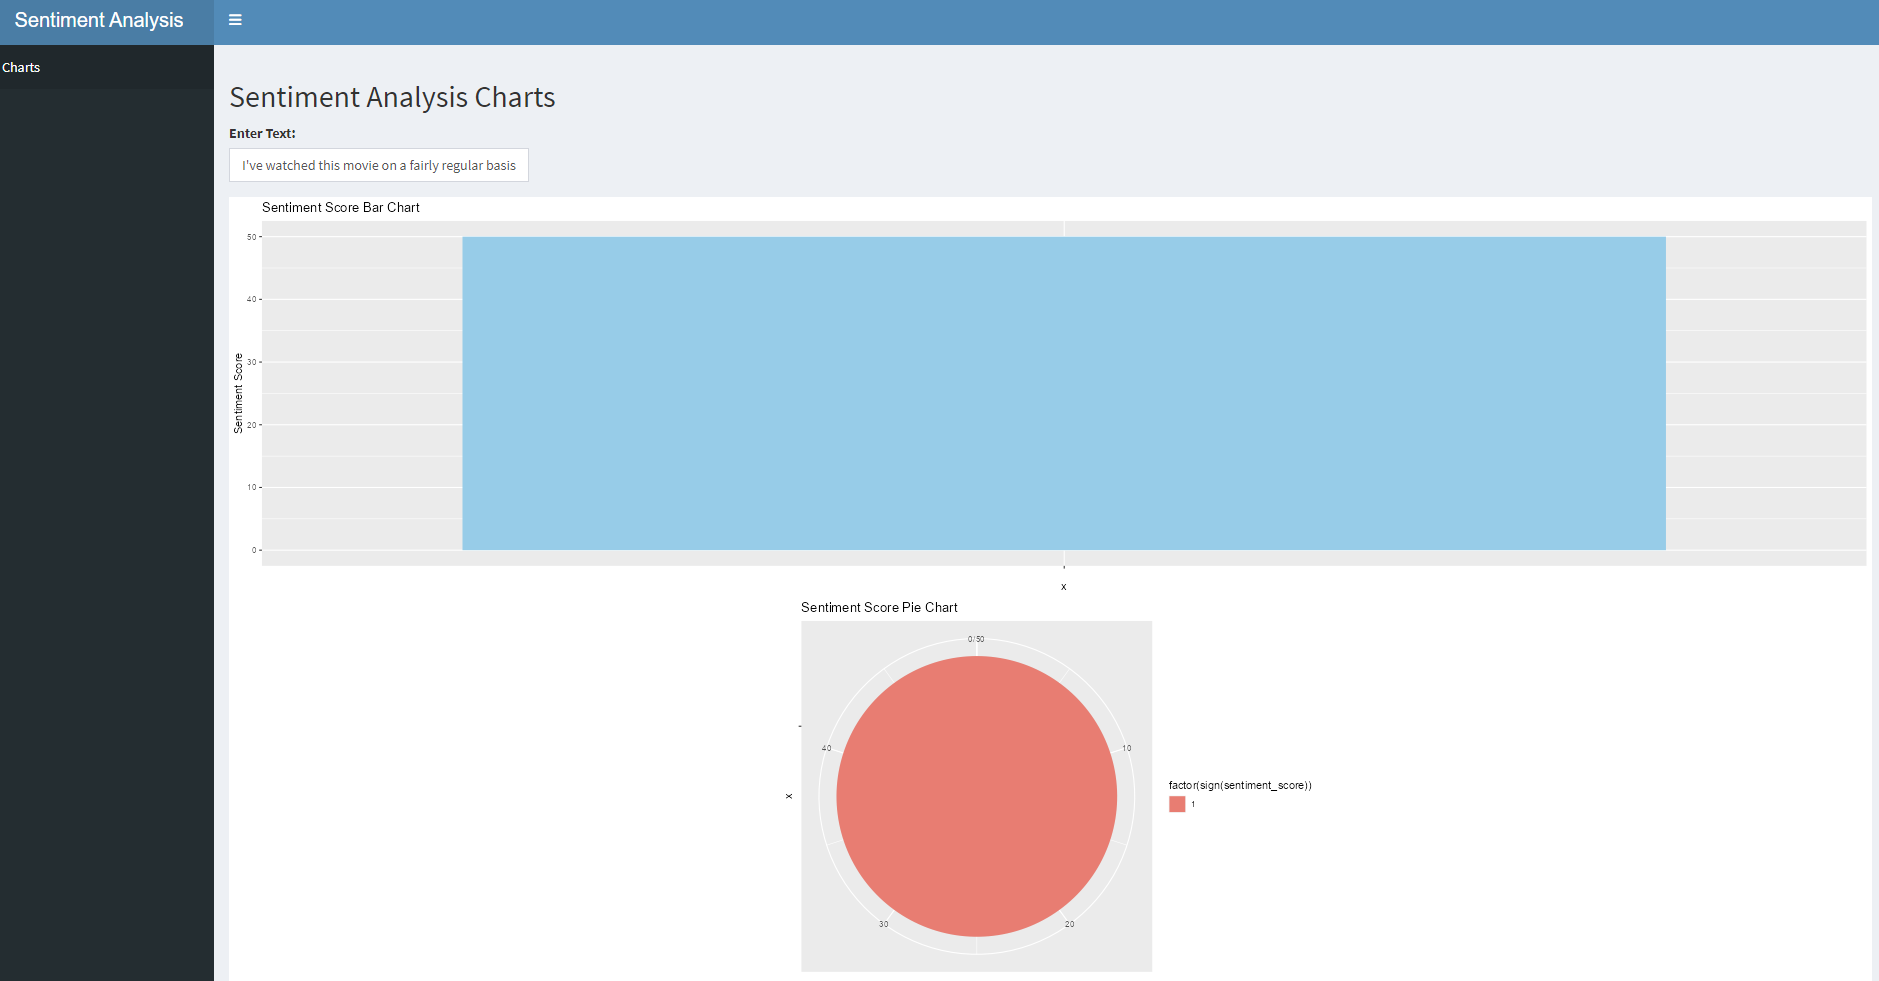 Sentiment Analysis
Charts
Sentiment Analysis Charts
Enter Text:
I've watched this movie on a fairly regular basis
Sentiment Score Bar Chart
Sentiment Score
50
40
30
20
10
0
x
Sentiment Score Pie Chart
0/50
10
20
30
40
x
factor(sign(sentiment_score))
1